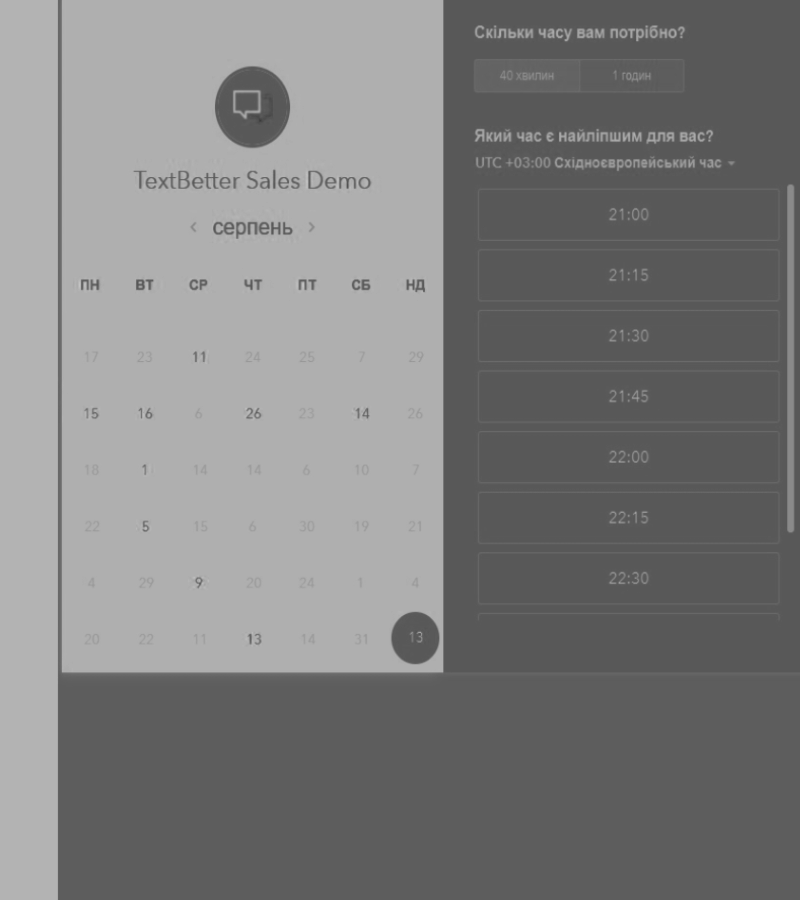 TextBetter Sales Demo
серпень
ПН ВТ СР ЧТ ПТ СБ НД
17 23 11 24 25 7 29
15 16 6 26 23 14 26
18 1 14 14 6 10 7
22 5 15 6 30 19 21
4 29 9 20 24 1 4
20 22 11 13 14 31 13
Скільки часу вам потрібно?
40 хвилин 1 годин
Який час є найліпшим для вас?
UTC +03:00 Східноєвропейський час
21:00
21:15
21:30
21:45
22:00
22:15
22:30